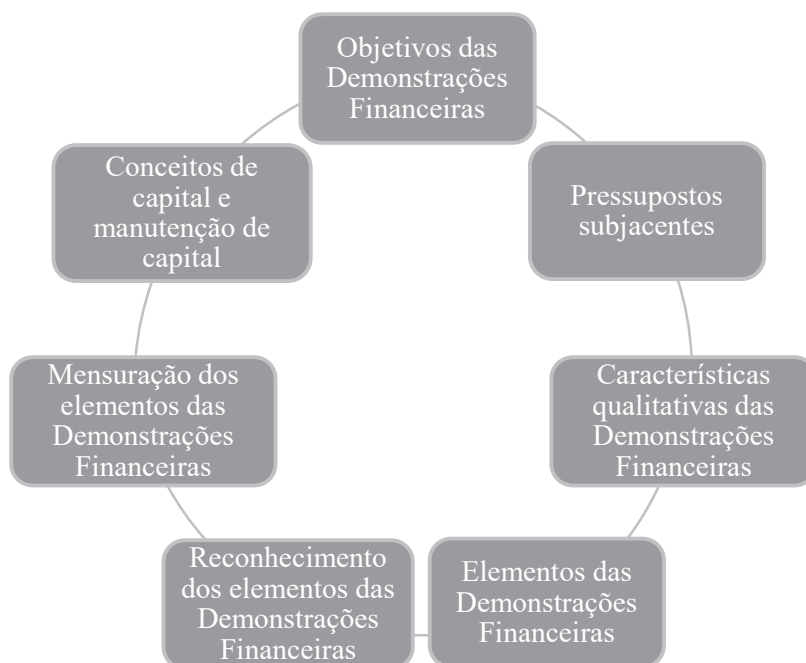 Objetivos das
Demonstrações
Financeiras
Pressupostos
subjacentes
Características
qualitativas das
Demonstrações
Financeiras
Elementos das
Demonstrações
Financeiras
Reconhecimento
dos elementos das
Demonstrações
Financeiras
Mensuração dos
elementos das
Demonstrações
Financeiras
Conceitos de
capital e
manutenção de
capital